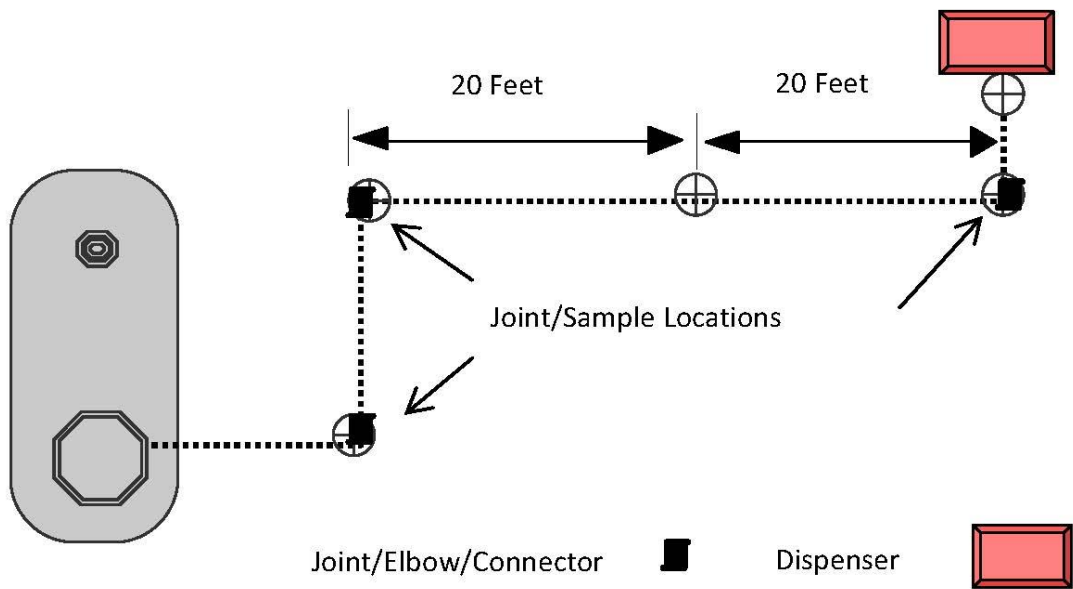 20 Feet
20 Feet
Joint/Sample Locations
Joint/Elbow/Connector
Dispenser